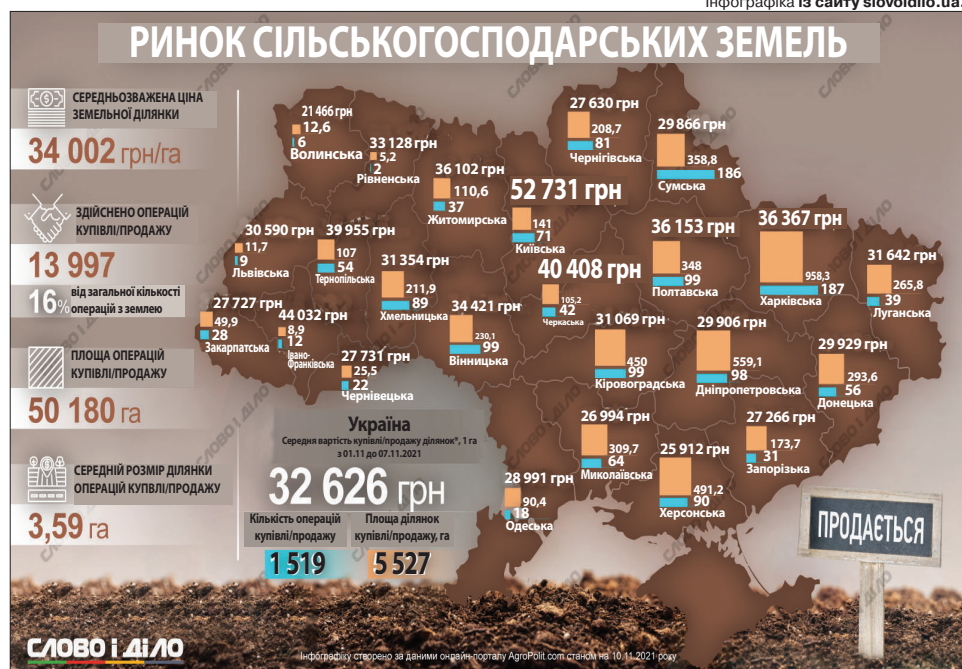 Інфографіка із сайту slovoidilo.ua.
РИНОК СІЛЬСЬКОГОСПОДАРСЬКИХ ЗЕМЕЛЬ
СЕРЕДНЬОЗВАЖЕНА ЦІНА
ЗЕМЕЛЬНОЇ ДІЛЯНКИ
34 002 грн/га
ЗДІЙСНЕНО ОПЕРАЦІЙ
КУПІВЛІ/ПРОДАЖУ
13 997
16% від загальної кількості
операцій з землею
ПЛОЩА ОПЕРАЦІЙ
КУПІВЛІ/ПРОДАЖУ
50 180 га
СЕРЕДНІЙ РОЗМІР ДІЛЯНКИ
ОПЕРАЦІЙ КУПВЛІ/ПРОДАЖУ
3,59 га
21 466 грн
12,6
6
Волинська
33 128 грн
5,2
2
Рівненська
36 102 грн
110,6
37
Житомирська
52 731 грн
141
71
Київська
27 630 грн
208,7
81
Чернігівська
29 866 грн
358,8
186
Сумська
30 590 грн
11,7
9
Львівська
39 955 грн
107
54
Тернопільська
31 354 грн
211,9
89
Хмельницька
40 408 грн
105,2
42
Черкаська
36 153 грн
348
99
Полтавська
36 367 грн
958,3
187
Харківська
31 642 грн
265,8
39
Луганська
27 727 грн
49,9
28
Закарпатська
44 032 грн
8,9
12
Івано-
Франківська
27 731 грн
25,5
22
Чернівецька
34 421 грн
230,1
99
Вінницька
31 069 грн
450
99
Кіровоградська
29 906 грн
559,1
98
Дніпропетровська
29 929 грн
293,6
56
Донецька
26 994 грн
309,7
64
Миколаївська
25 912 грн
491,2
90
Херсонська
27 266 грн
173,7
31
Запорізька
28 991 грн
90,4
18
Одеська
Україна
Середня вартість купівлі/продажу ділянок*, 1 га
з 01.11 до 07.11.2021
32 626 грн
Кількість операцій
купівлі/продажу
1 519
Площа ділянок
купівлі/продажу, га
5 527
ПРОДАЄТЬСЯ
СЛОВО і ДіЛО
Інфографіку створено за даними онлайн-порталу AgroPolit.com станом на 10.11.2021 року